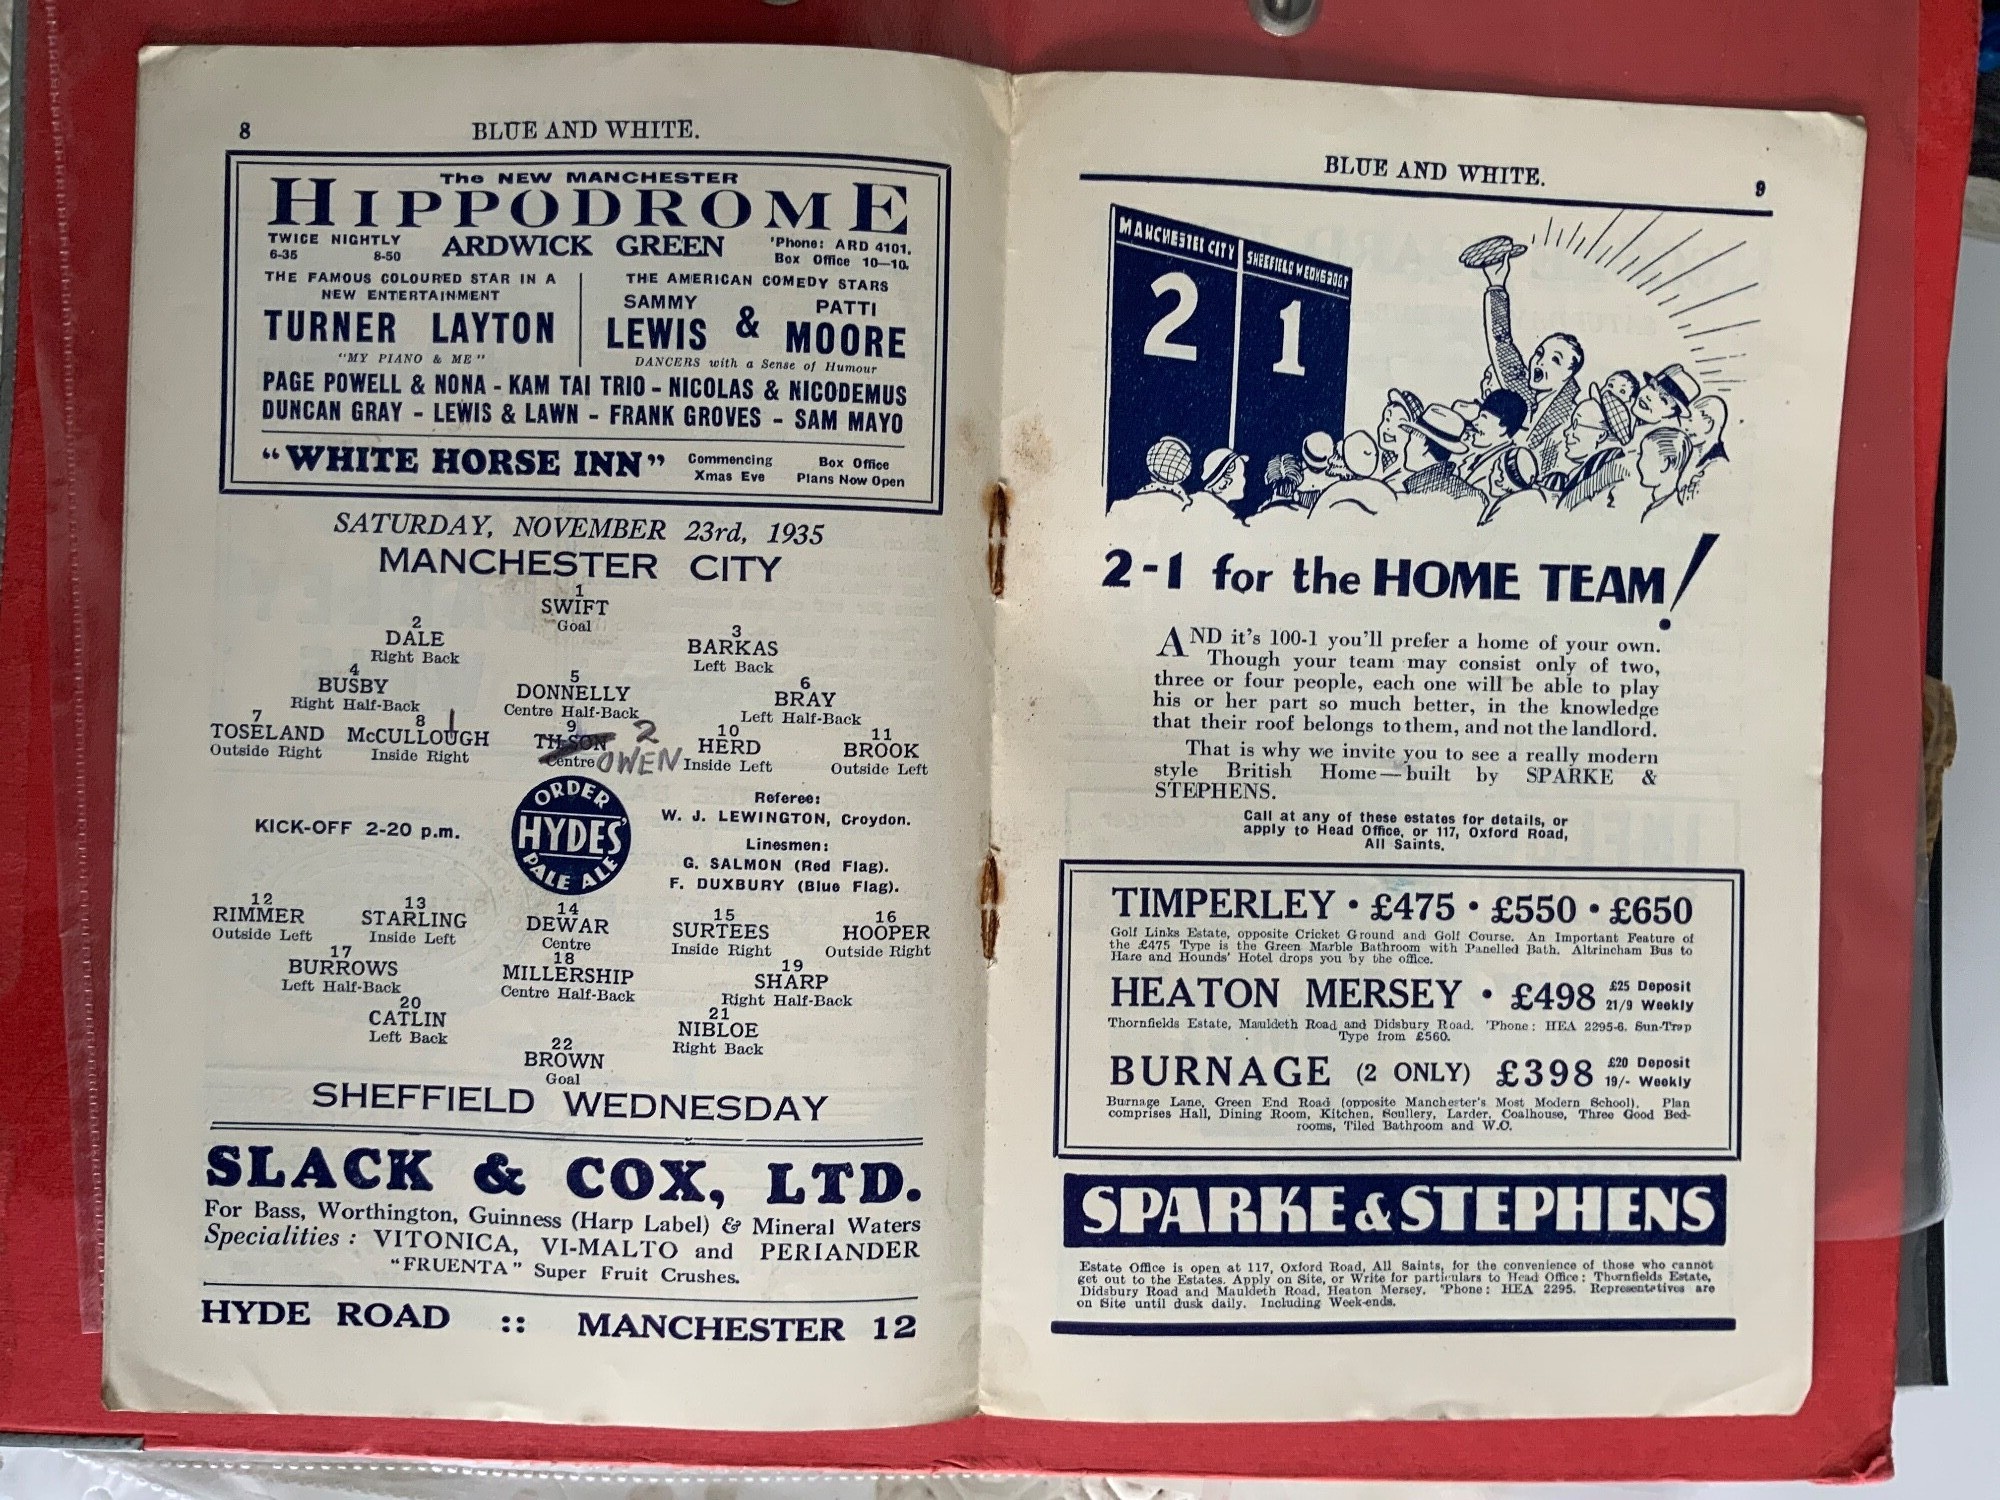 8
BLUE AND WHITE.
The NEW MANCHESTER
HIPPODROME
TWICE NIGHTLY
6-35 8-50
ARDWICK GREEN
'Phone: ARD 4101.
Box Office 10—10.
THE FAMOUS COLOURED STAR IN A
NEW ENTERTAINMENT
TURNER LAYTON
"MY PIANO & ME"
THE AMERICAN COMEDY STARS
SAMMY PATTI
LEWIS & MOORE
DANCERS with a Sense of Humour
PAGE POWELL & NONA - KAM TAI TRIO - NICOLAS & NICODEMUS
DUNCAN GRAY - LEWIS & LAWN - FRANK GROVES - SAM MAYO
"WHITE HORSE INN"
Commencing
Xmas Eve
Box Office
Plans Now Open
SATURDAY, NOVEMBER 23rd, 1935
MANCHESTER CITY
1
SWIFT
Goal
2
DALE
Right Back
3
BARKAS
Left Back
4
BUSBY
Right Half-Back
5
DONNELLY
Centre Half-Back
6
BRAY
Left Half-Back
7
TOSELAND
Outside Right
8 1
McCULLOUGH
Inside Right
9 2
TILSON
Centre OWEN
10
HERD
Inside Left
11
BROOK
Outside Left
KICK-OFF 2-20 p.m.
ORDER
HYDES'
PALE ALE
Referee:
W. J. LEWINGTON, Croydon.
Linesmen:
G. SALMON (Red Flag).
F. DUXBURY (Blue Flag).
12
RIMMER
Outside Left
13
STARLING
Inside Left
14
DEWAR
Centre
15
SURTEES
Inside Right
16
HOOPER
Outside Right
17
BURROWS
Left Half-Back
18
MILLERSHIP
Centre Half-Back
19
SHARP
Right Half-Back
20
CATLIN
Left Back
21
NIBLOE
Right Back
22
BROWN
Goal
SHEFFIELD WEDNESDAY
SLACK & COX, LTD.
For Bass, Worthington, Guinness (Harp Label) & Mineral Waters
Specialities : VITONICA, VI-MALTO and PERIANDER
"FRUENTA" Super Fruit Crushes.
HYDE ROAD :: MANCHESTER 12
BLUE AND WHITE.
9
MANCHESTER CITY
2
1
2-1 for the HOME TEAM!
AND it's 100-1 you'll prefer a home of your own.
Though your team may consist only of two,
three or four people, each one will be able to play
his or her part so much better, in the knowledge
that their roof belongs to them, and not the landlord.
That is why we invite you to see a really modern
style British Home—built by SPARKE &
STEPHENS.
Call at any of these estates for details, or
apply to Head Office, or 117, Oxford Road,
All Saints.
TIMPERLEY • £475 • £550 • £650
Golf Links Estate, opposite Cricket Ground and Golf Course. An Important Feature of
the £475 Type is the Green Marble Bathroom with Panelled Bath. Altrincham Bus to
Hare and Hounds' Hotel drops you by the office.
HEATON MERSEY • £498
£25 Deposit
21/9 Weekly
Thornfields Estate, Mauldeth Road and Didsbury Road. 'Phone: HEA 2295-6. Sun-Trap
Type from £560.
BURNAGE (2 ONLY) £398
£20 Deposit
19/- Weekly
Burnage Lane, Green End Road (opposite Manchester's Most Modern School). Plan
comprises Hall, Dining Room, Kitchen, Scullery, Larder, Coalhouse, Three Good Bed-
rooms, Tiled Bathroom and W.C.
SPARKE & STEPHENS
Estate Office is open at 117, Oxford Road, All Saints, for the convenience of those who cannot
get out to the Estates. Apply on Site, or Write for particulars to Head Office: Thornfields Estate,
Didsbury Road and Mauldeth Road, Heaton Mersey. 'Phone: HEA 2295. Representatives are
on Site until dusk daily. Including Week-ends.